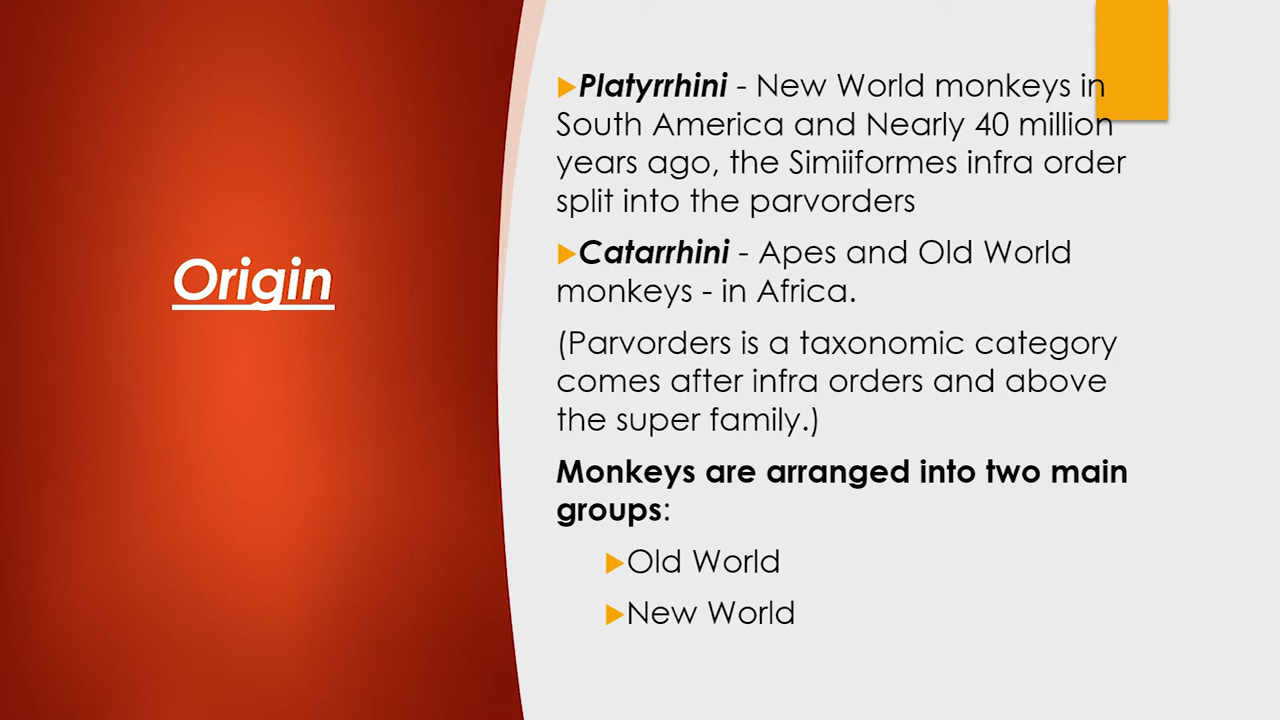 Origin
▶Platyrrhini - New World monkeys in
South America and Nearly 40 million
years ago, the Simiiformes infra order
split into the parvorders
▶Catarrhini - Apes and Old World
monkeys - in Africa.
(Parvorders is a taxonomic category
comes after infra orders and above
the super family.)
Monkeys are arranged into two main
groups:
▶Old World
▶New World